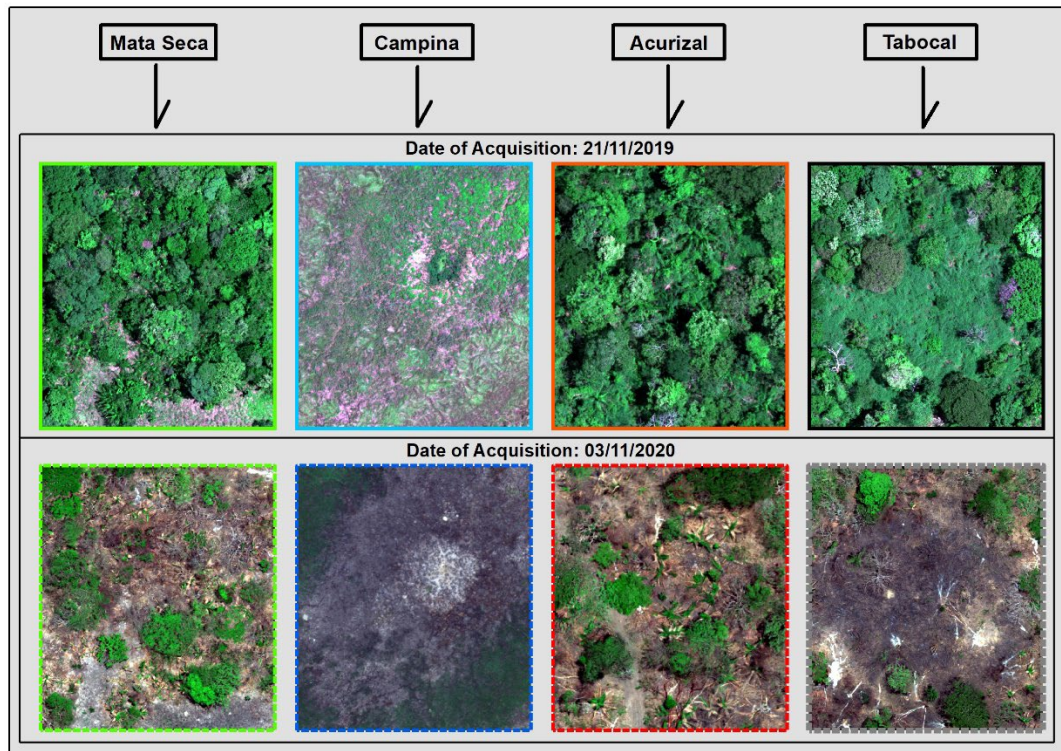 Mata Seca
Campina
Acurizal
Tabocal
Date of Acquisition: 21/11/2019
Date of Acquisition: 03/11/2020